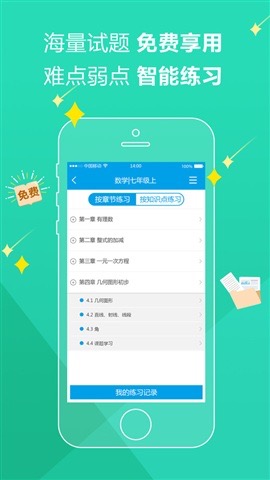 海量试题 免费享用
难点弱点 智能练习
免费
中国移动 14:00
数学|七年级上
按章节练习 按知识点练习
第一章 有理数
第二章 整式的加减
第三章 一元一次方程
第四章 几何图形初步
4.1 几何图形
4.2 直线、射线、线段
4.3 角
4.4 课题学习
我的练习记录